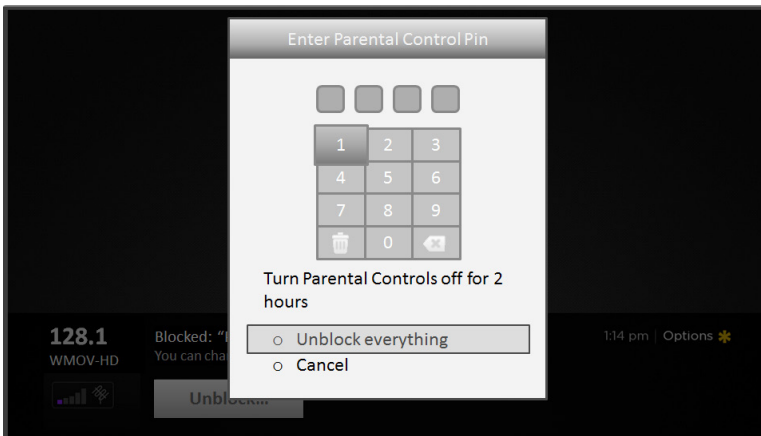 Enter Parental Control Pin
1 2 3
4 5 6
7 8 9
0
Turn Parental Controls off for 2
hours
Unblock everything
Cancel
128.1
WMOV-HD
Blocked:
You can
Unblock...
1:14 pm | Options